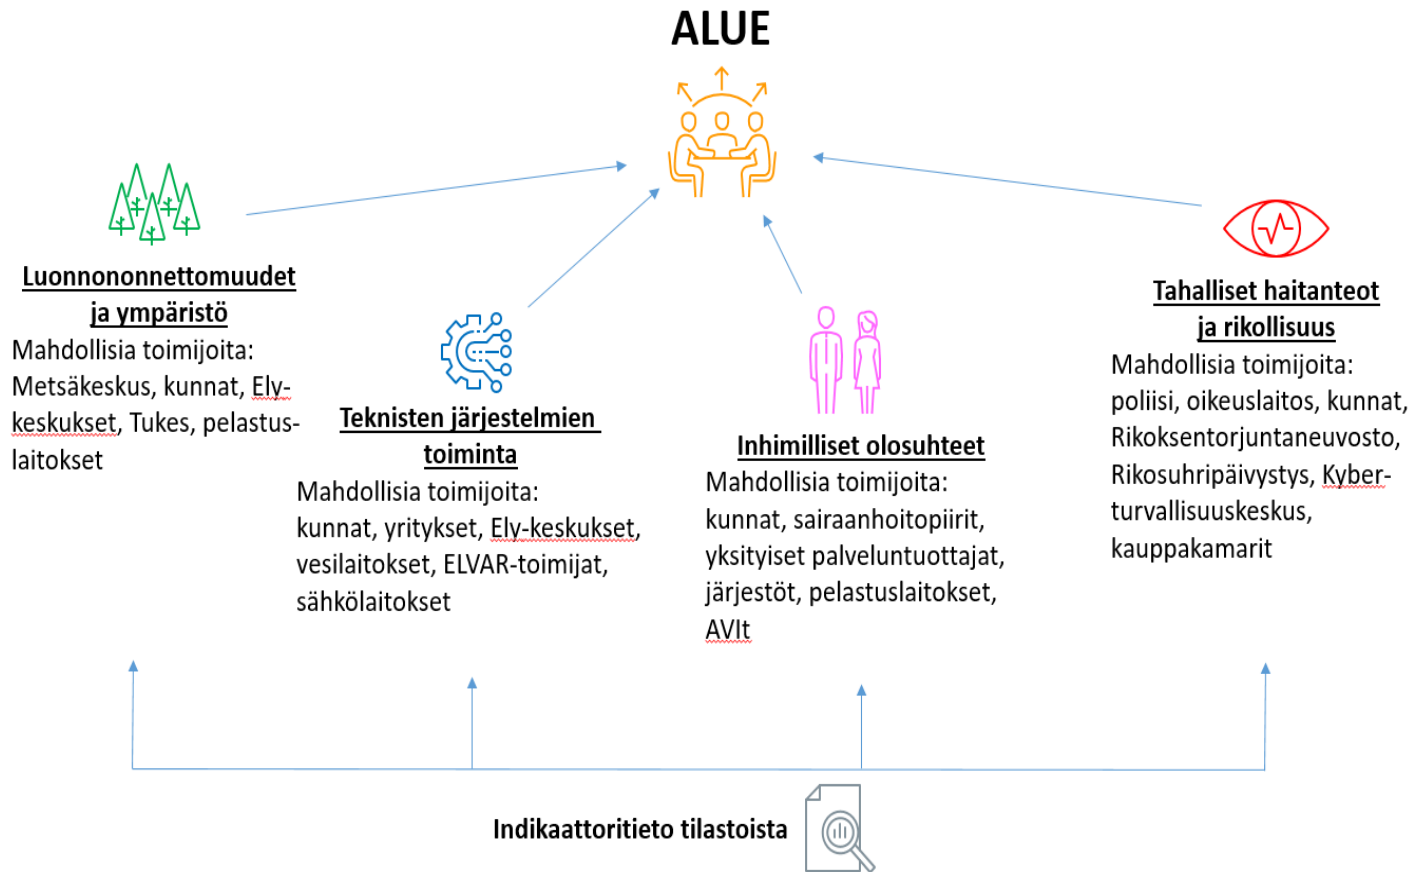 ALUE
Luonnononnettomuudet
ja ympäristö
Mahdollisia toimijoita:
Metsäkeskus, kunnat, Ely-
keskukset, Tukes, pelastus-
laitokset
Teknisten järjestelmien
toiminta
Mahdollisia toimijoita:
kunnat, yritykset, Ely-keskukset,
vesilaitokset, ELVAR-toimijat,
sähkölaitokset
Inhimilliset olosuhteet
Mahdollisia toimijoita:
kunnat, sairaanhoitopiirit,
yksityiset palveluntuottajat,
järjestöt, pelastuslaitokset,
AVIt
Tahalliset haitanteot
ja rikollisuus
Mahdollisia toimijoita:
poliisi, oikeuslaitos, kunnat,
Rikoksentorjuntaneuvosto,
Rikosuhripäivystys, Kyber-
turvallisuuskeskus,
kauppakamarit
Indikaattoritieto tilastoista